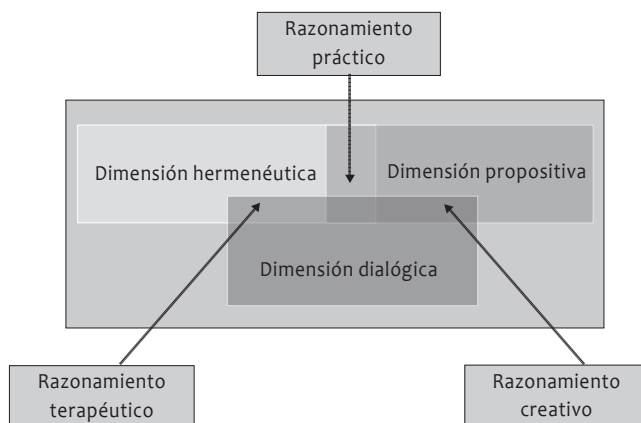 Razonamiento
práctico
Dimensión hermenéutica
Dimensión propositiva
Dimensión dialógica
Razonamiento
terapéutico
Razonamiento
creativo